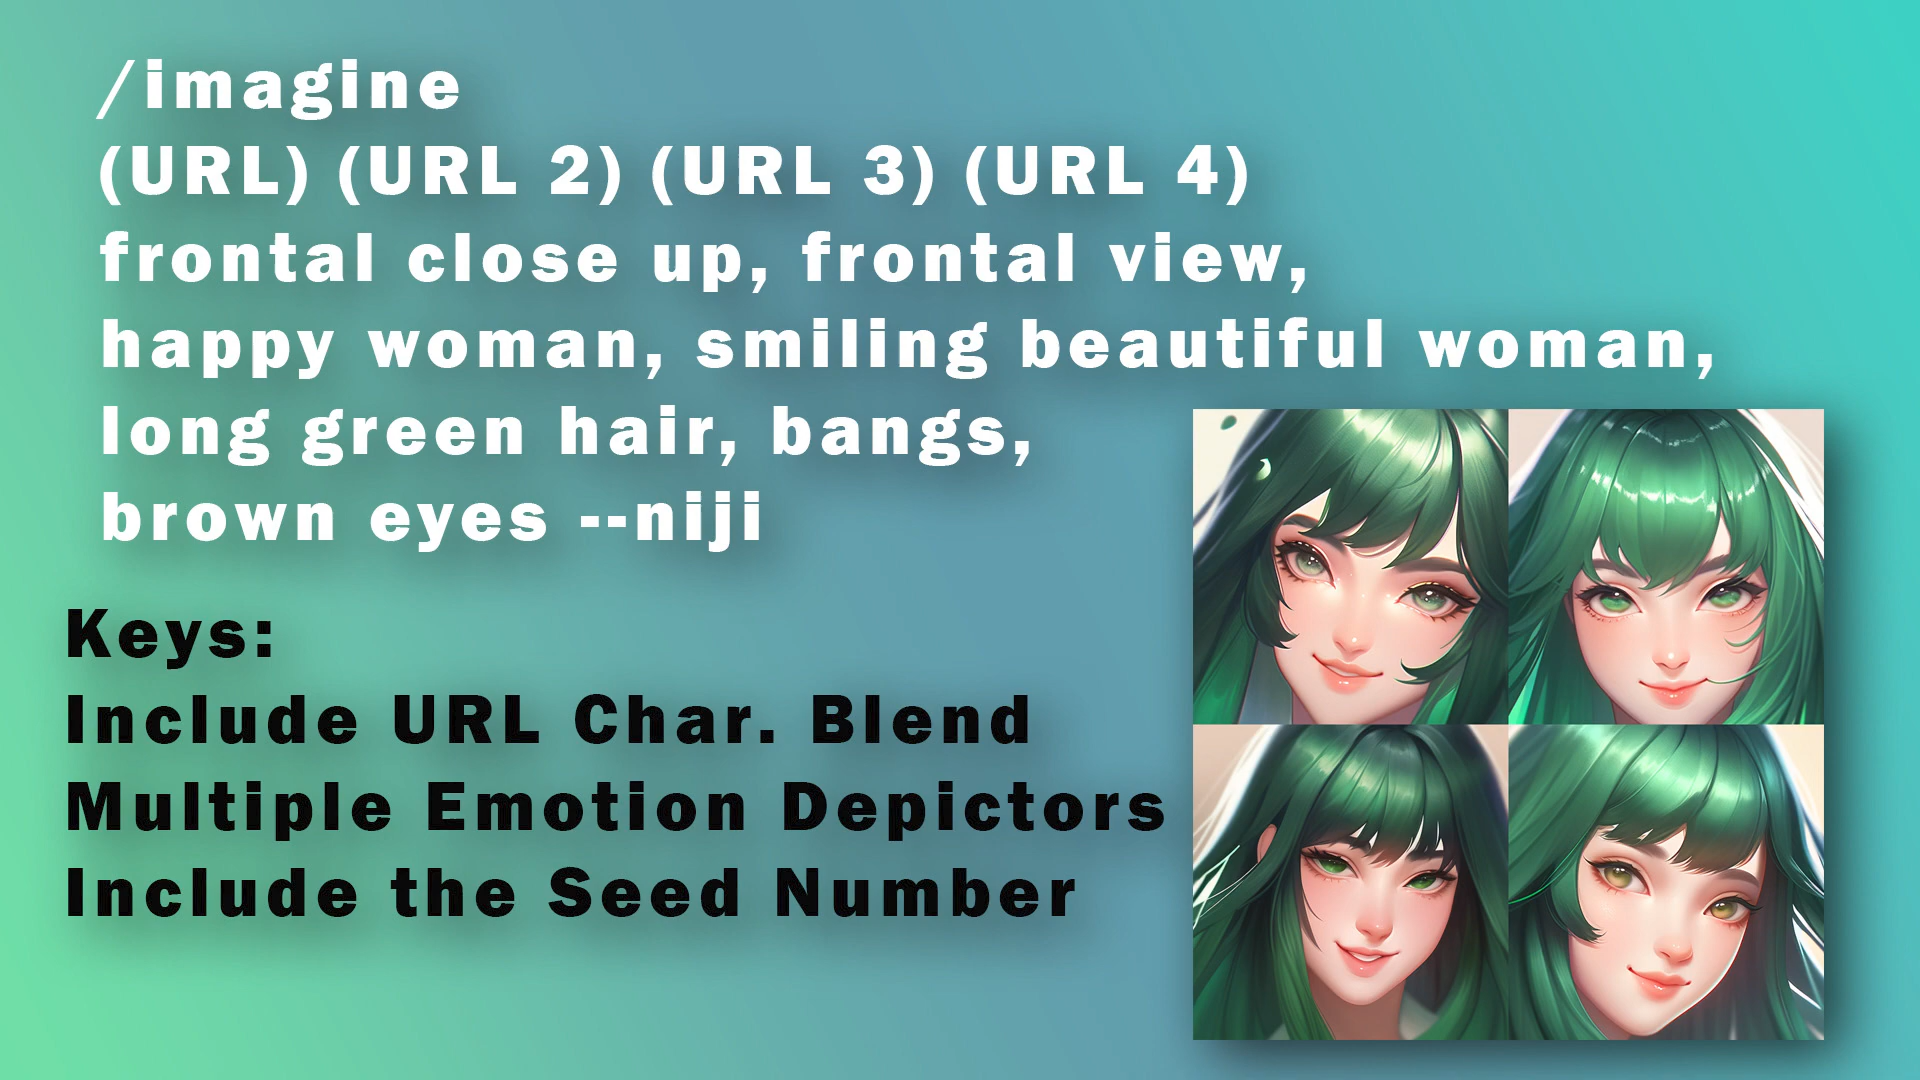 /imagine
(URL) (URL 2) (URL 3) (URL 4)
frontal close up, frontal view,
happy woman, smiling beautiful woman,
long green hair, bangs,
brown eyes --niji
Keys:
Include URL Char. Blend
Multiple Emotion Depictors
Include the Seed Number